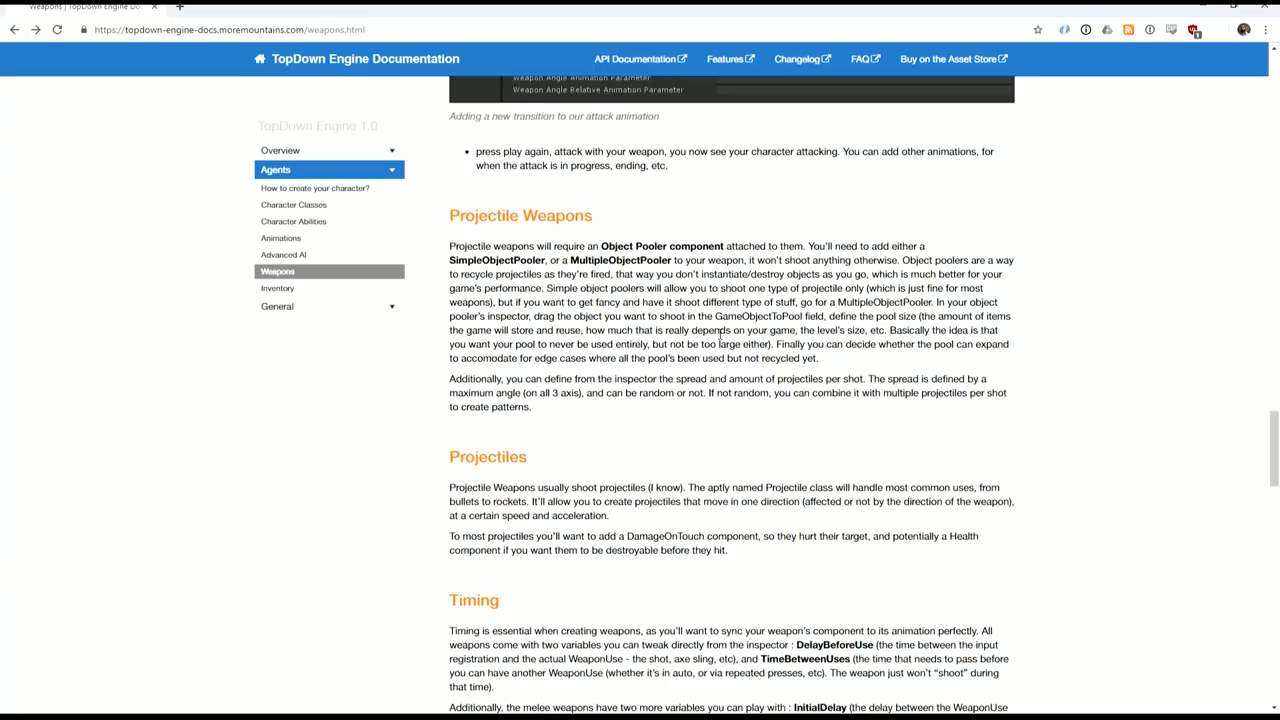 Weapons | TopDown Engine Docum
https://topdown-engine-docs.moremountains.com/weapons.html
TopDown Engine Documentation
API Documentation
Features
Changelog
FAQ
Buy on the Asset Store
Weapon Angle Animation Parameter
Weapon Angle Relative Animation Parameter
Adding a new transition to our attack animation
TopDown Engine 1.0
Overview
Agents
How to create your character?
Character Classes
Character Abilities
Animations
Advanced AI
Weapons
Inventory
General
• press play again, attack with your weapon, you now see your character attacking. You can add other animations, for
when the attack is in progress, ending, etc.
Projectile Weapons
Projectile weapons will require an Object Pooler component attached to them. You'll need to add either a
SimpleObjectPooler, or a MultipleObjectPooler to your weapon, it won't shoot anything otherwise. Object poolers are a way
to recycle projectiles as they're fired, that way you don't instantiate/destroy objects as you go, which is much better for your
game's performance. Simple object poolers will allow you to shoot one type of projectile only (which is just fine for most
weapons), but if you want to get fancy and have it shoot different type of stuff, go for a MultipleObjectPooler. In your object
pooler's inspector, drag the object you want to shoot in the GameObjectToPool field, define the pool size (the amount of items
the game will store and reuse, how much that is really depends on your game, the level's size, etc. Basically the idea is that
you want your pool to never be used entirely, but not be too large either). Finally you can decide whether the pool can expand
to accomodate for edge cases where all the pool's been used but not recycled yet.
Additionally, you can define from the inspector the spread and amount of projectiles per shot. The spread is defined by a
maximum angle (on all 3 axis), and can be random or not. If not random, you can combine it with multiple projectiles per shot
to create patterns.
Projectiles
Projectile Weapons usually shoot projectiles (I know). The aptly named Projectile class will handle most common uses, from
bullets to rockets. It'll allow you to create projectiles that move in one direction (affected or not by the direction of the weapon),
at a certain speed and acceleration.
To most projectiles you'll want to add a DamageOnTouch component, so they hurt their target, and potentially a Health
component if you want them to be destroyable before they hit.
Timing
Timing is essential when creating weapons, as you'll want to sync your weapon's component to its animation perfectly. All
weapons come with two variables you can tweak directly from the inspector : DelayBeforeUse (the time between the input
registration and the actual WeaponUse - the shot, axe sling, etc), and TimeBetweenUses (the time that needs to pass before
you can have another WeaponUse (whether it's in auto, or via repeated presses, etc). The weapon just won't "shoot" during
that time).
Additionally, the melee weapons have two more variables you can play with : InitialDelay (the delay between the WeaponUse